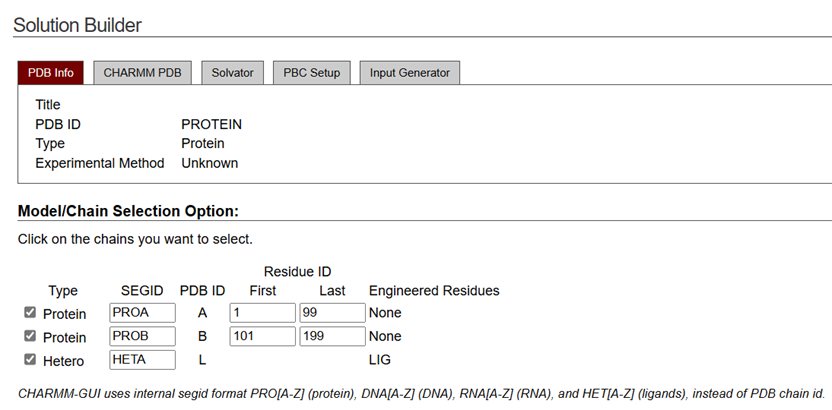 Solution Builder
PDB Info CHARMM PDB Solvator PBC Setup Input Generator
Title
PDB ID PROTEIN
Type Protein
Experimental Method Unknown
Model/Chain Selection Option:
Click on the chains you want to select.
Residue ID
Type SEGID PDB ID First Last Engineered Residues
Protein PROA A 1 99 None
Protein PROB B 101 199 None
Hetero HETA L LIG
CHARMM-GUI uses internal segid format PRO[A-Z] (protein), DNA[A-Z] (DNA), RNA[A-Z] (RNA), and HET[A-Z] (ligands), instead of PDB chain id.